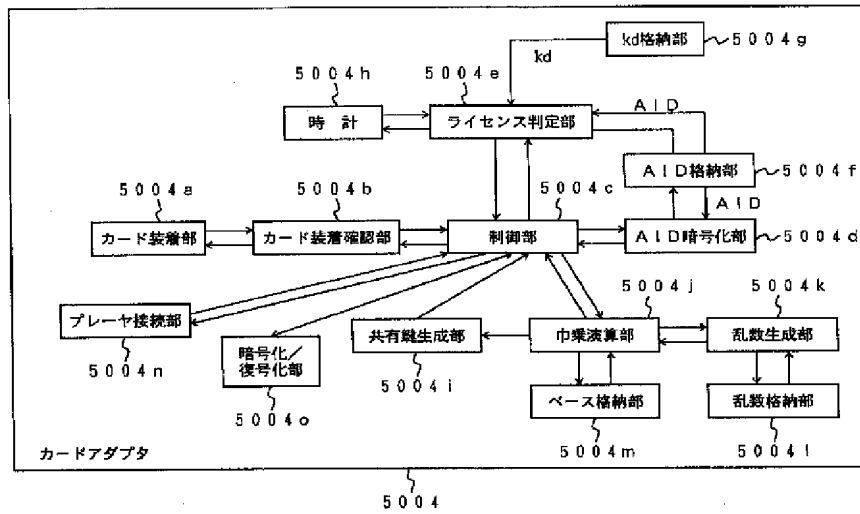 kd格納部
5004g
kd
5004h
5004e
時 計
ライセンス判定部
AID
AID格納部
5004f
AID
5004a
5004b
5004c
カード装着部
カード装着確認部
制御部
AID暗号化部
5004d
5004j
5004k
プレーヤ接続部
5004n
暗号化/
復号化部
5004o
共有鍵生成部
5004i
巾乗演算部
乱数生成部
ベース格納部
5004m
乱数格納部
5004l
カードアダプタ
5004